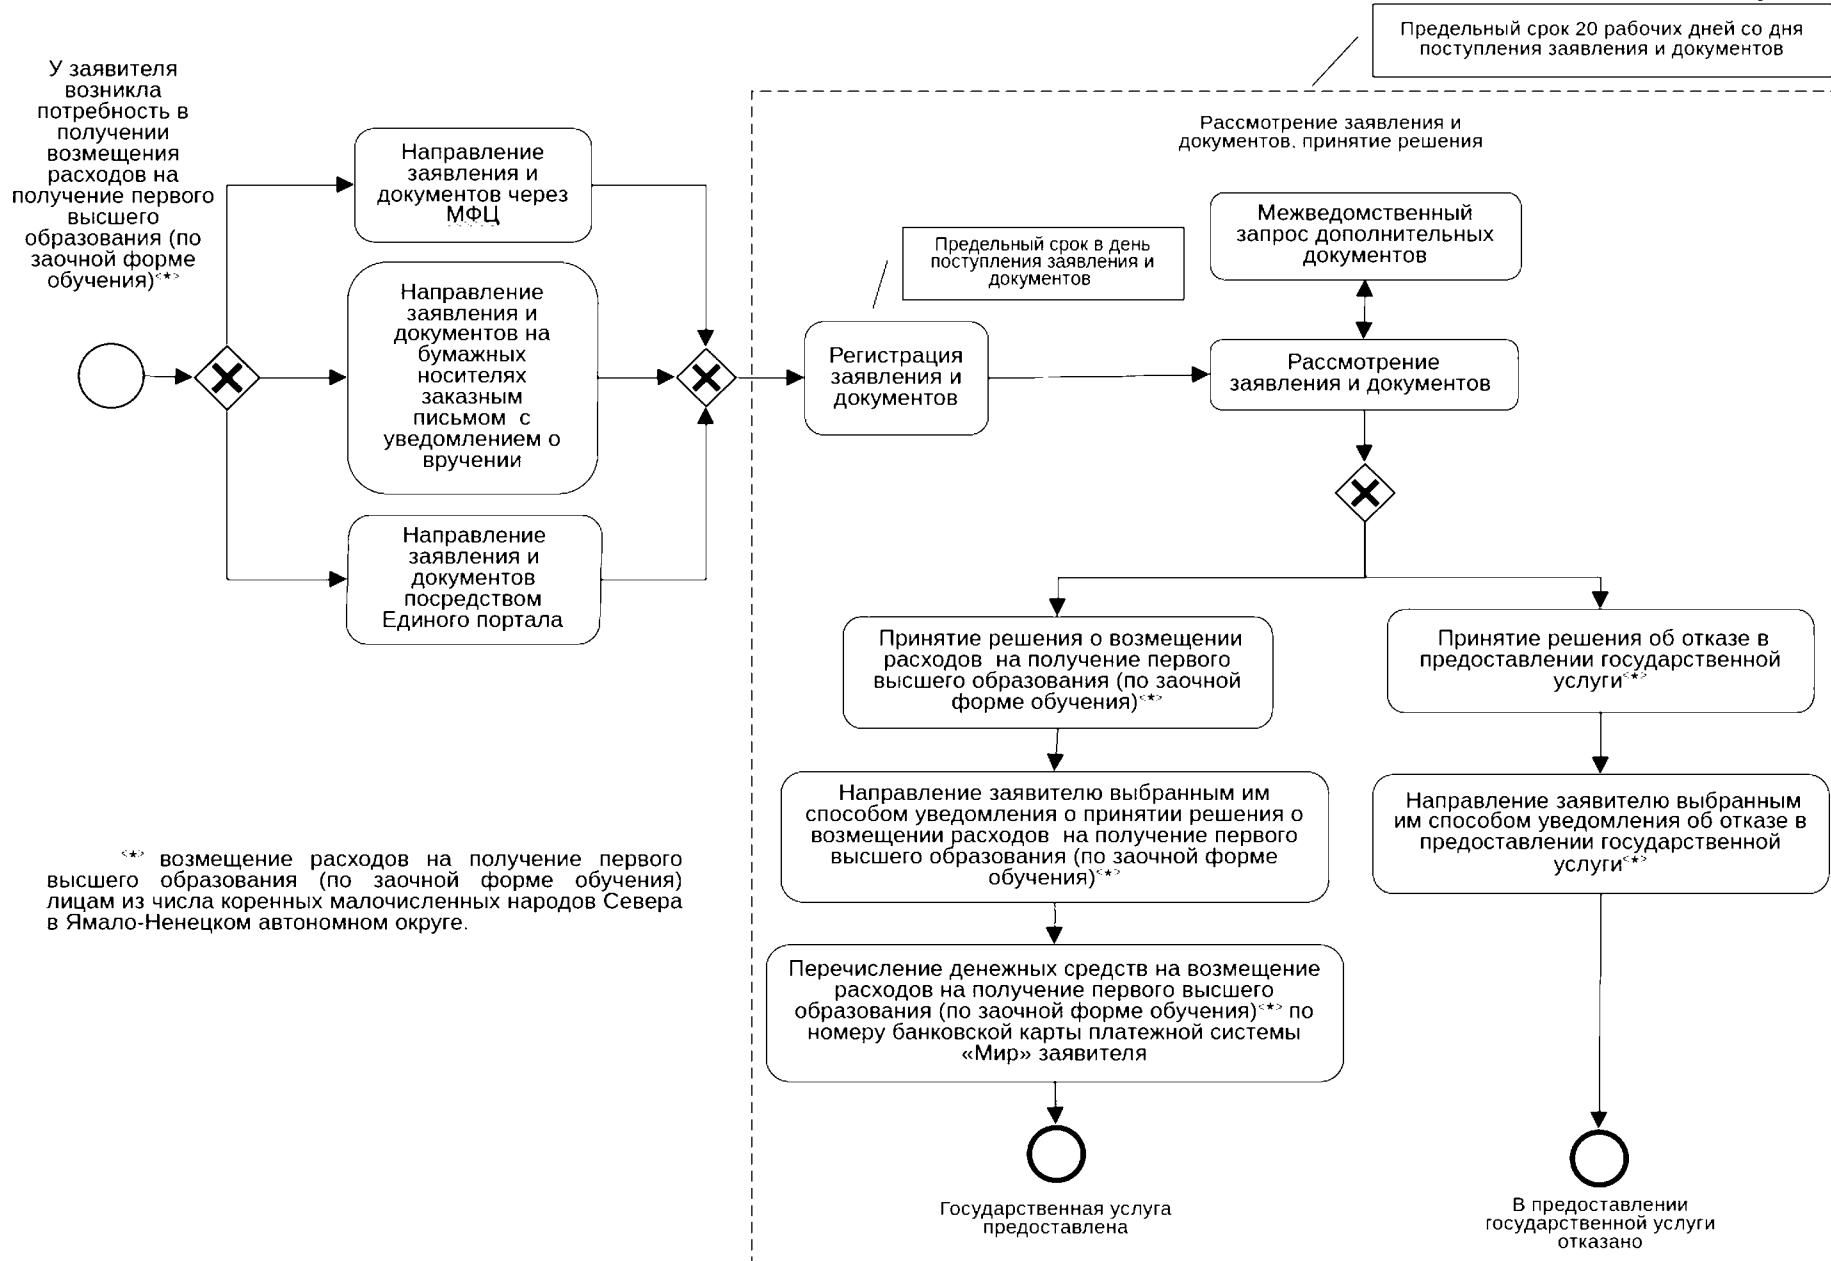 Предельный срок 20 рабочих дней со дня
поступления заявления и документов
У заявителя
возникла
потребность в
получении
возмещения
расходов на
получение первого
высшего
образования (по
заочной форме
обучения)<*>
Направление
заявления и
документов через
МФЦ
Направление
заявления и
документов на
бумажных
носителях
заказным
письмом с
уведомлением о
вручении
Направление
заявления и
документов
посредством
Единого портала
Рассмотрение заявления и
документов. принятие решения
Предельный срок в день
поступления заявления и
документов
Регистрация
заявления и
документов
Межведомственный
запрос дополнительных
документов
Рассмотрение
заявления и документов
Принятие решения о возмещении
расходов на получение первого
высшего образования (по заочной
форме обучения)<*>
Принятие решения об отказе в
предоставлении государственной
услуги<*>
Направление заявителю выбранным им
способом уведомления о принятии решения о
возмещении расходов на получение первого
высшего образования (по заочной форме
обучения)<*>
Направление заявителю выбранным
им способом уведомления об отказе в
предоставлении государственной
услуги<*>
Перечисление денежных средств на возмещение
расходов на получение первого высшего
образования (по заочной форме обучения)<*> по
номеру банковской карты платежной системы
«Мир» заявителя
Государственная услуга
предоставлена
В предоставлении
государственной услуги
отказано
<*> возмещение расходов на получение первого
высшего образования (по заочной форме обучения)
лицам из числа коренных малочисленных народов Севера
в Ямало-Ненецком автономном округе.